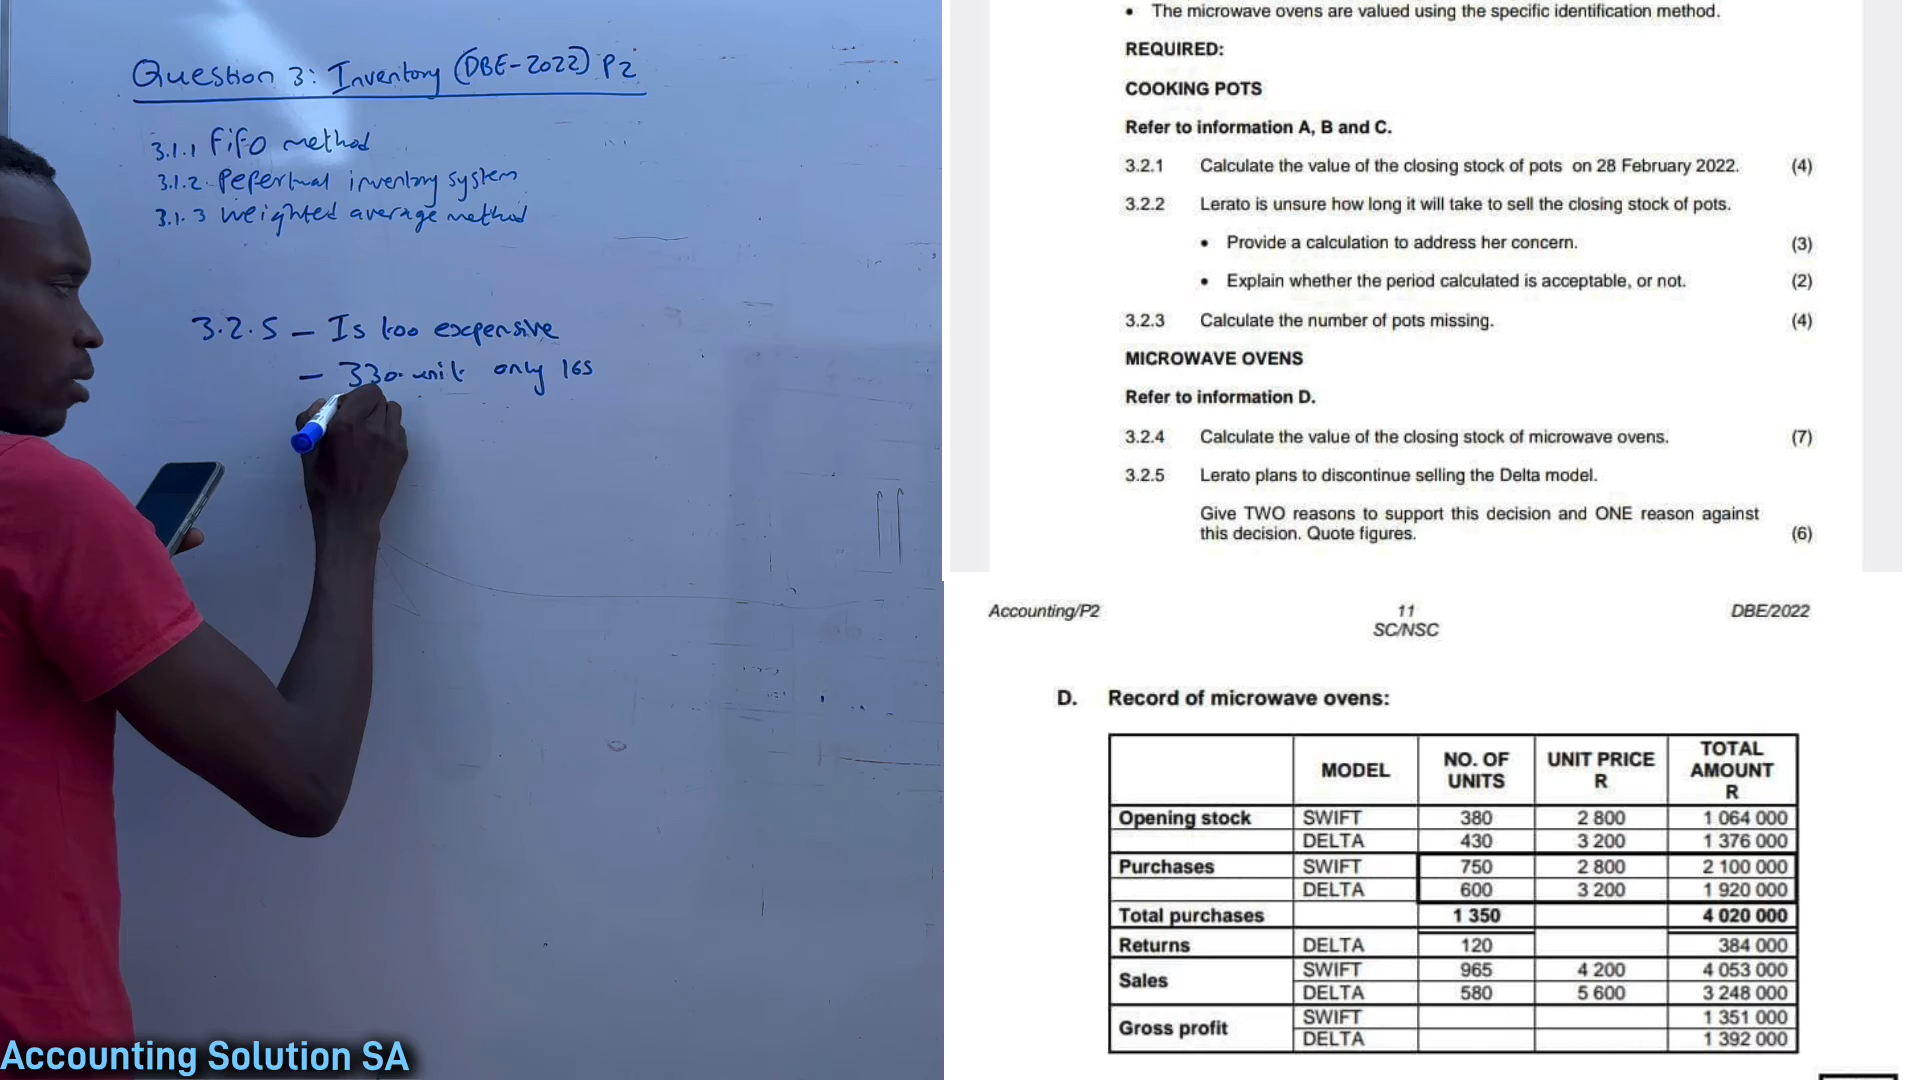 Question 3: Inventory (DBE-2022) P2
3.1.1 FiFO method
3.1.2. Pepertual inventory system
3.1.3 Weighted average method
3.2.5 – Is too expensive
– 330 unit only 165
Accounting Solution SA
• The microwave ovens are valued using the specific identification method.
REQUIRED:
COOKING POTS
Refer to information A, B and C.
3.2.1 Calculate the value of the closing stock of pots on 28 February 2022. (4)
3.2.2 Lerato is unsure how long it will take to sell the closing stock of pots.
• Provide a calculation to address her concern. (3)
• Explain whether the period calculated is acceptable, or not. (2)
3.2.3 Calculate the number of pots missing. (4)
MICROWAVE OVENS
Refer to information D.
3.2.4 Calculate the value of the closing stock of microwave ovens. (7)
3.2.5 Lerato plans to discontinue selling the Delta model.
Give TWO reasons to support this decision and ONE reason against
this decision. Quote figures. (6)
Accounting/P2 11 DBE/2022
SC/NSC
D. Record of microwave ovens:
MODEL NO. OF UNITS UNIT PRICE R TOTAL AMOUNT R
Opening stock SWIFT 380 2 800 1 064 000
DELTA 430 3 200 1 376 000
Purchases SWIFT 750 2 800 2 100 000
DELTA 600 3 200 1 920 000
Total purchases 1 350 4 020 000
Returns DELTA 120 384 000
Sales SWIFT 965 4 200 4 053 000
DELTA 580 5 600 3 248 000
Gross profit SWIFT 1 351 000
DELTA 1 392 000